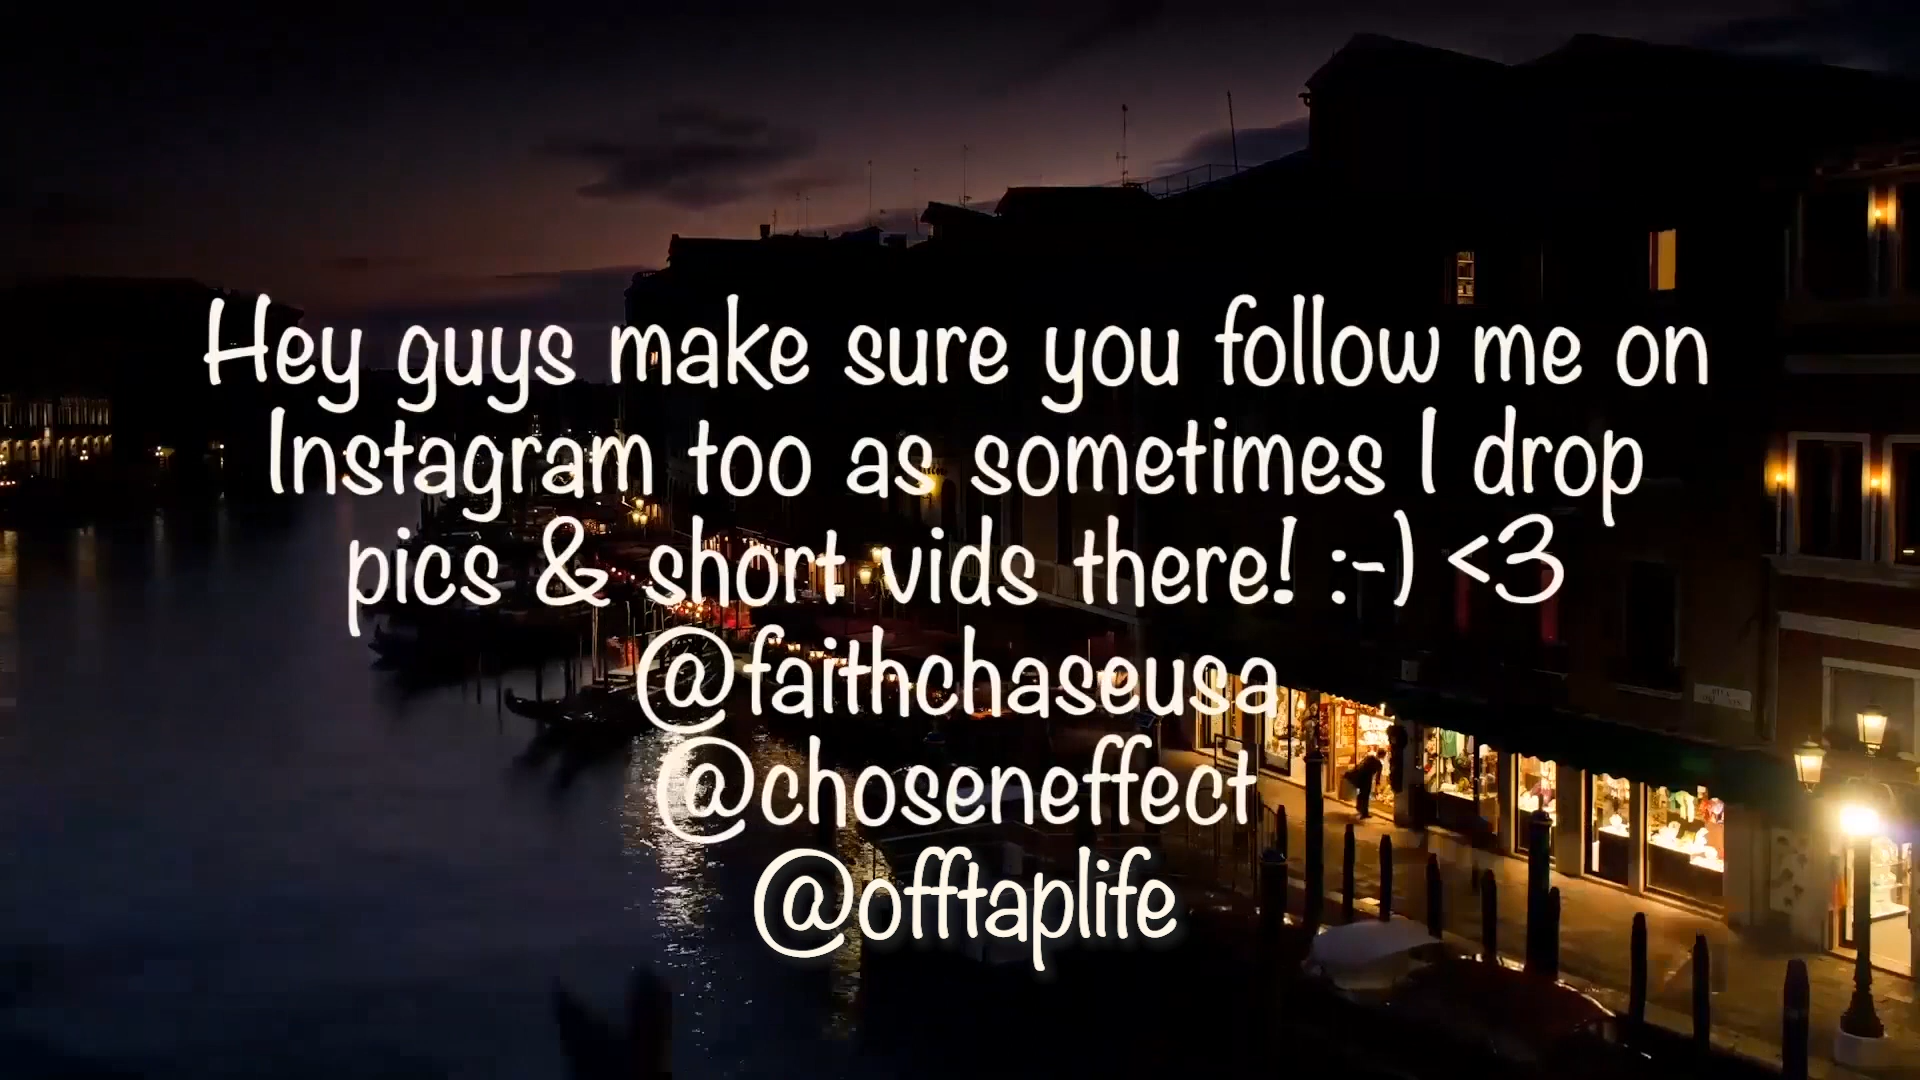 Hey guys make sure you follow me on
Instagram too as sometimes I drop
pics & short vids there! :-) <3
@faithchaseusa
@choseneffect
@offtaplife